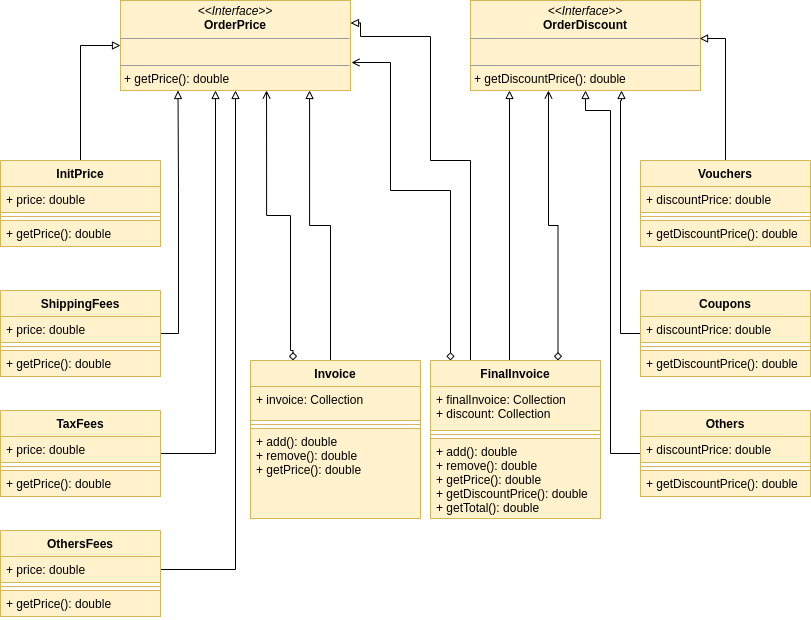 <<Interface>>
OrderPrice
+ getPrice(): double
<<Interface>>
OrderDiscount
+ getDiscountPrice(): double
InitPrice
+ price: double
+ getPrice(): double
Vouchers
+ discountPrice: double
+ getDiscountPrice(): double
ShippingFees
+ price: double
+ getPrice(): double
Coupons
+ discountPrice: double
+ getDiscountPrice(): double
Invoice
+ invoice: Collection
+ add(): double
+ remove(): double
+ getPrice(): double
FinalInvoice
+ finalInvoice: Collection
+ discount: Collection
+ add(): double
+ remove(): double
+ getPrice(): double
+ getDiscountPrice(): double
+ getTotal(): double
TaxFees
+ price: double
+ getPrice(): double
Others
+ discountPrice: double
+ getDiscountPrice(): double
OthersFees
+ price: double
+ getPrice(): double